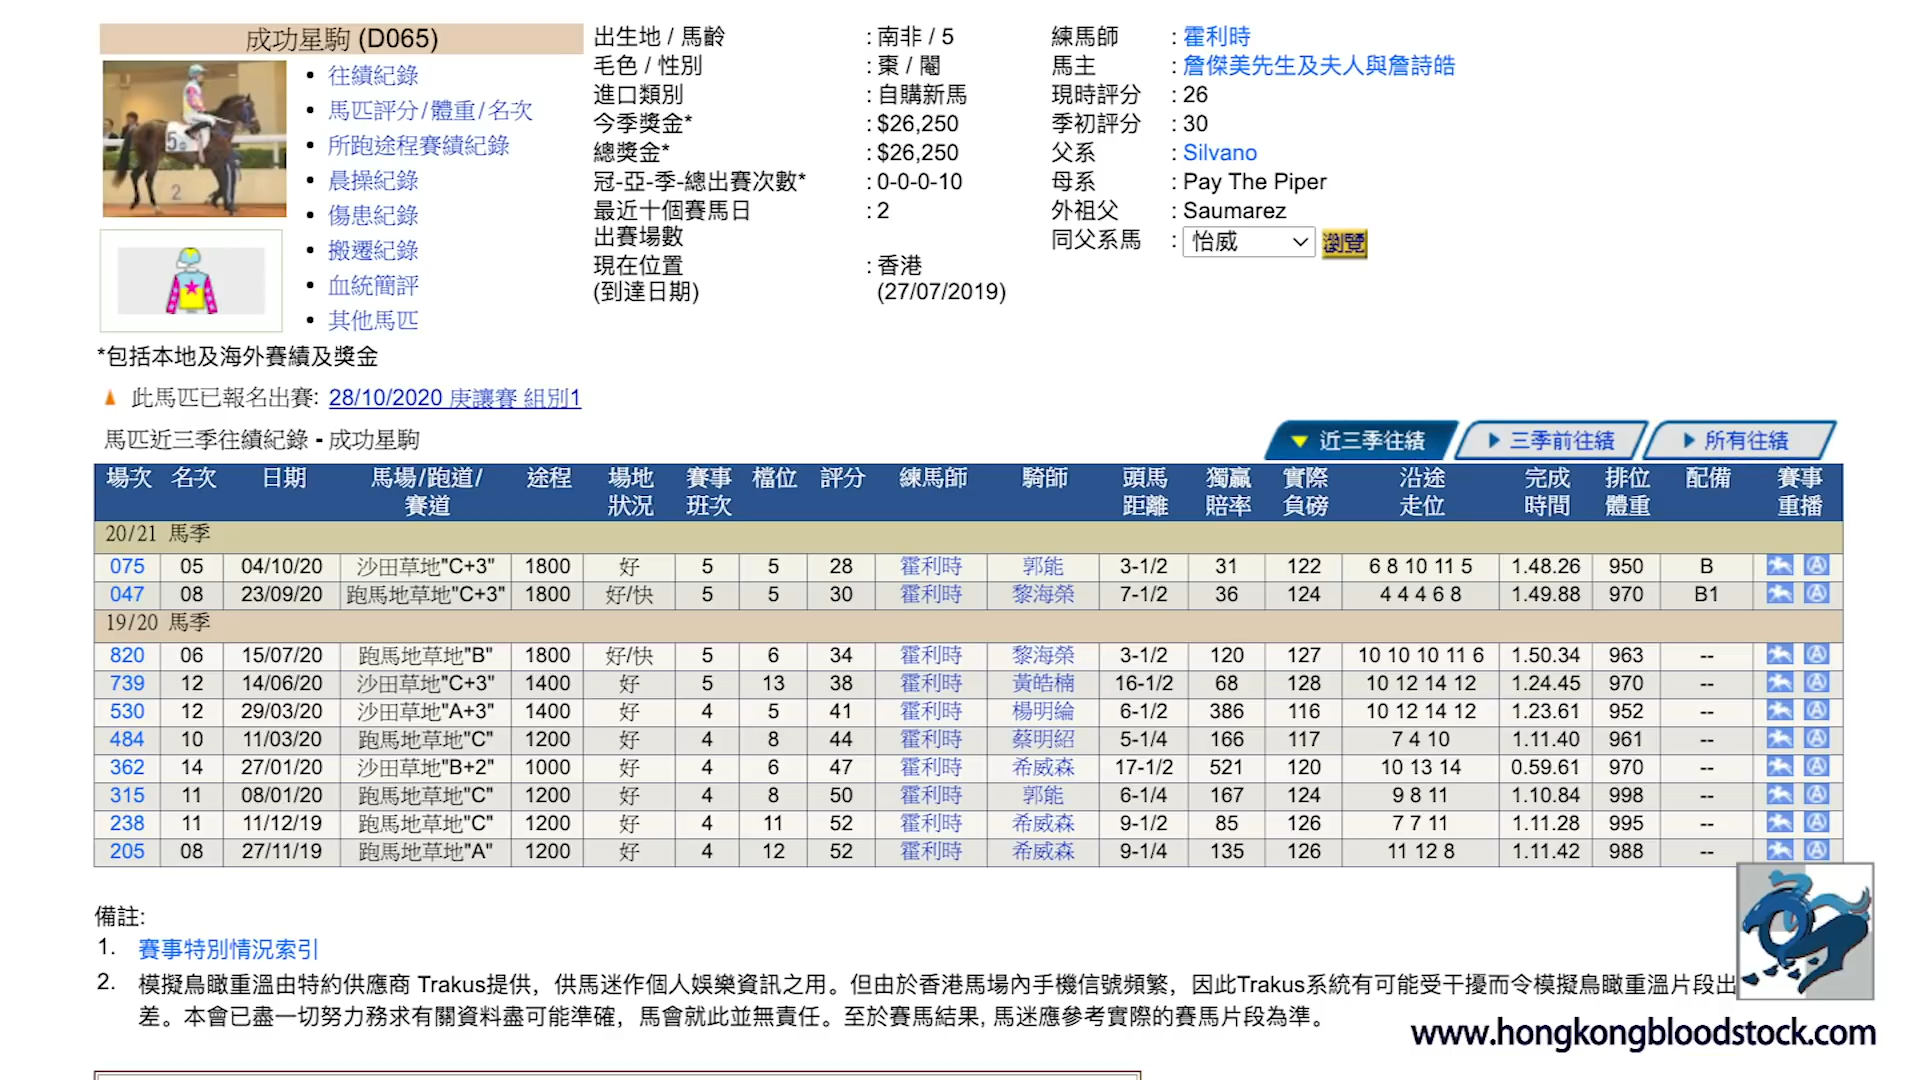 成功星駒 (D065)
往績紀錄
馬匹評分/體重/名次
所跑途程賽績紀錄
晨操紀錄
傷患紀錄
搬遷紀錄
血統簡評
其他馬匹
出生地 / 馬齡 : 南非 / 5
毛色 / 性別 : 棗 / 閹
進口類別 : 自購新馬
今季獎金* : $26,250
總獎金* : $26,250
冠-亞-季-總出賽次數* : 0-0-0-10
最近十個賽馬日 : 2
出賽場數
現在位置 : 香港
(到達日期) (27/07/2019)
練馬師 : 霍利時
馬主 : 詹傑美先生及夫人與詹詩皓
現時評分 : 26
季初評分 : 30
父系 : Silvano
母系 : Pay The Piper
外祖父 : Saumarez
同父系馬 : 怡威 瀏覽
*包括本地及海外賽績及獎金
此馬匹已報名出賽: 28/10/2020 庚讓賽 組別1
馬匹近三季往績紀錄 - 成功星駒
近三季往績 三季前往績 所有往績
場次 名次 日期 馬場/跑道/ 途程 場地 賽事 檔位 評分 練馬師 騎師 頭馬 獨贏 實際 沿途 完成 排位 配備 賽事
賽道 狀況 班次 距離 賠率 負磅 走位 時間 體重 重播
20/21 馬季
075 05 04/10/20 沙田草地"C+3" 1800 好 5 5 28 霍利時 郭能 3-1/2 31 122 6 8 10 11 5 1.48.26 950 B
047 08 23/09/20 跑馬地草地"C+3" 1800 好/快 5 5 30 霍利時 黎海榮 7-1/2 36 124 4 4 4 6 8 1.49.88 970 B1
19/20 馬季
820 06 15/07/20 跑馬地草地"B" 1800 好/快 5 6 34 霍利時 黎海榮 3-1/2 120 127 10 10 10 11 6 1.50.34 963 --
739 12 14/06/20 沙田草地"C+3" 1400 好 5 13 38 霍利時 黃皓楠 16-1/2 68 128 10 12 14 12 1.24.45 970 --
530 12 29/03/20 沙田草地"A+3" 1400 好 4 5 41 霍利時 楊明綸 6-1/2 386 116 10 12 14 12 1.23.61 952 --
484 10 11/03/20 跑馬地草地"C" 1200 好 4 8 44 霍利時 蔡明紹 5-1/4 166 117 7 4 10 1.11.40 961 --
362 14 27/01/20 沙田草地"B+2" 1000 好 4 6 47 霍利時 希威森 17-1/2 521 120 10 13 14 0.59.61 970 --
315 11 08/01/20 跑馬地草地"C" 1200 好 4 8 50 霍利時 郭能 6-1/4 167 124 9 8 11 1.10.84 998 --
238 11 11/12/19 跑馬地草地"C" 1200 好 4 11 52 霍利時 希威森 9-1/2 85 126 7 7 11 1.11.28 995 --
205 08 27/11/19 跑馬地草地"A" 1200 好 4 12 52 霍利時 希威森 9-1/4 135 126 11 12 8 1.11.42 988 --
備註:
1. 賽事特別情況索引
2. 模擬鳥瞰重溫由特約供應商 Trakus提供，供馬迷作個人娛樂資訊之用。但由於香港馬場內手機信號頻繁，因此Trakus系統有可能受干擾而令模擬鳥瞰重溫片段出
差。本會已盡一切努力務求有關資料盡可能準確，馬會就此並無責任。至於賽馬結果, 馬迷應參考實際的賽馬片段為準。
www.hongkongbloodstock.com